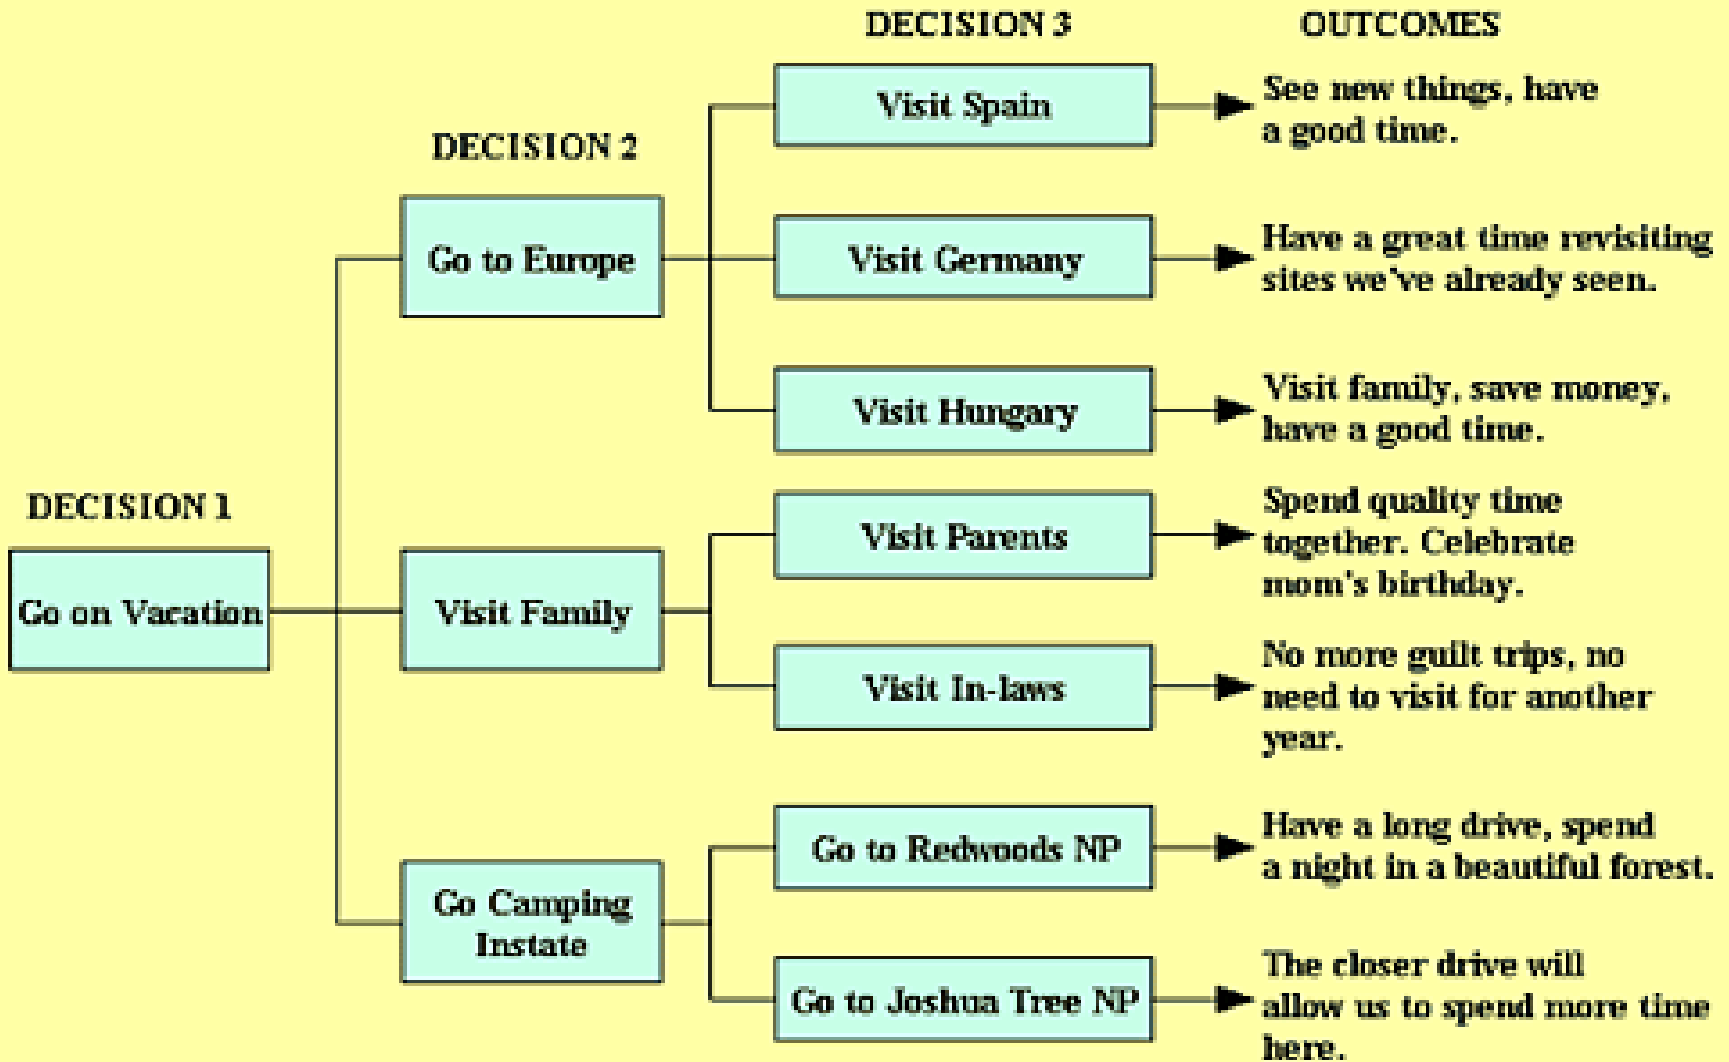 DECISION 1
Go on Vacation
DECISION 2
Go to Europe
Visit Family
Go Camping
Instate
DECISION 3
Visit Spain
Visit Germany
Visit Hungary
Visit Parents
Visit In-laws
Go to Redwoods NP
Go to Joshua Tree NP
OUTCOMES
See new things, have
a good time.
Have a great time revisiting
sites we've already seen.
Visit family, save money,
have a good time.
Spend quality time
together. Celebrate
mom's birthday.
No more guilt trips, no
need to visit for another
year.
Have a long drive, spend
a night in a beautiful forest.
The closer drive will
allow us to spend more time
here.